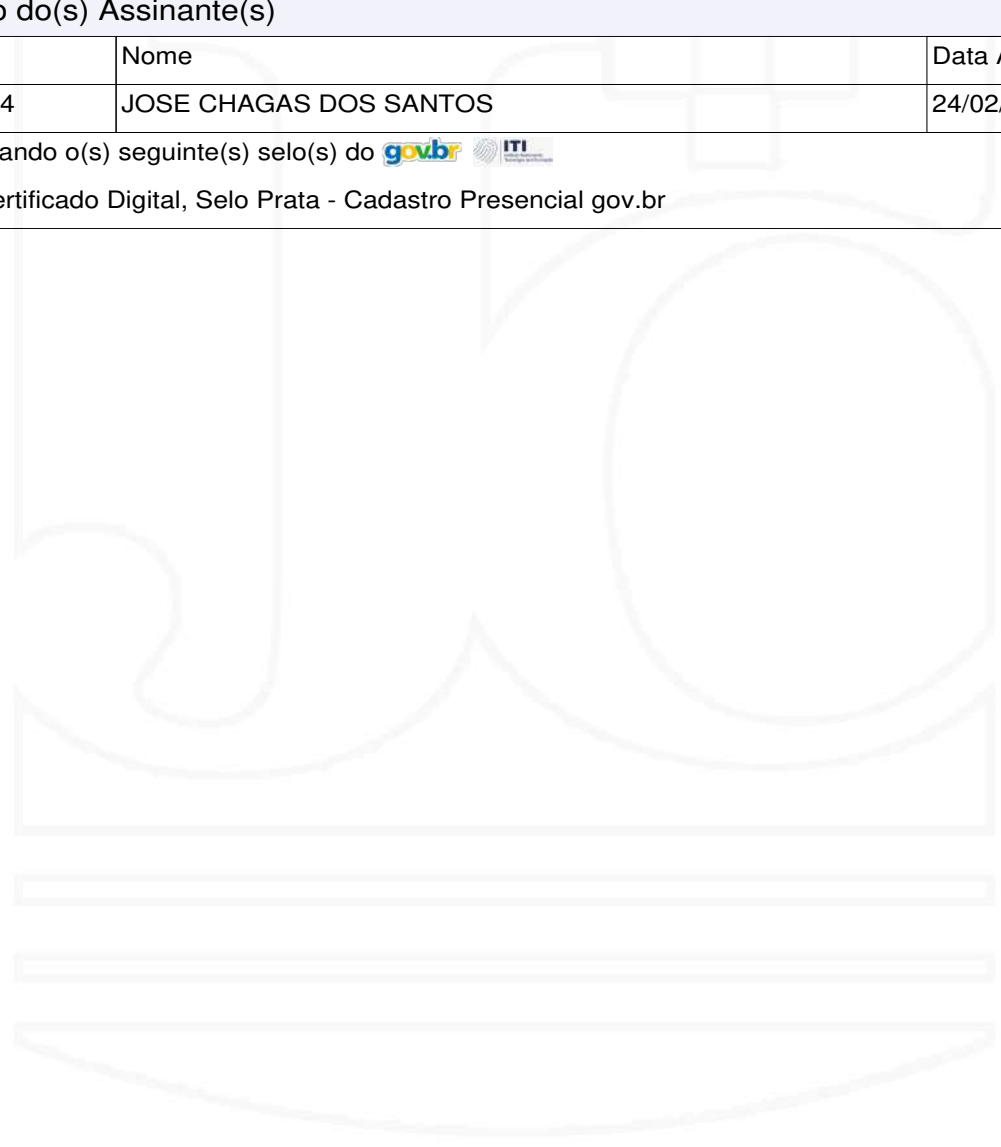 o do(s) Assinante(s)
Nome Data A
4 JOSE CHAGAS DOS SANTOS 24/02/
ando o(s) seguinte(s) selo(s) do gov.br ITI
ertificado Digital, Selo Prata - Cadastro Presencial gov.br